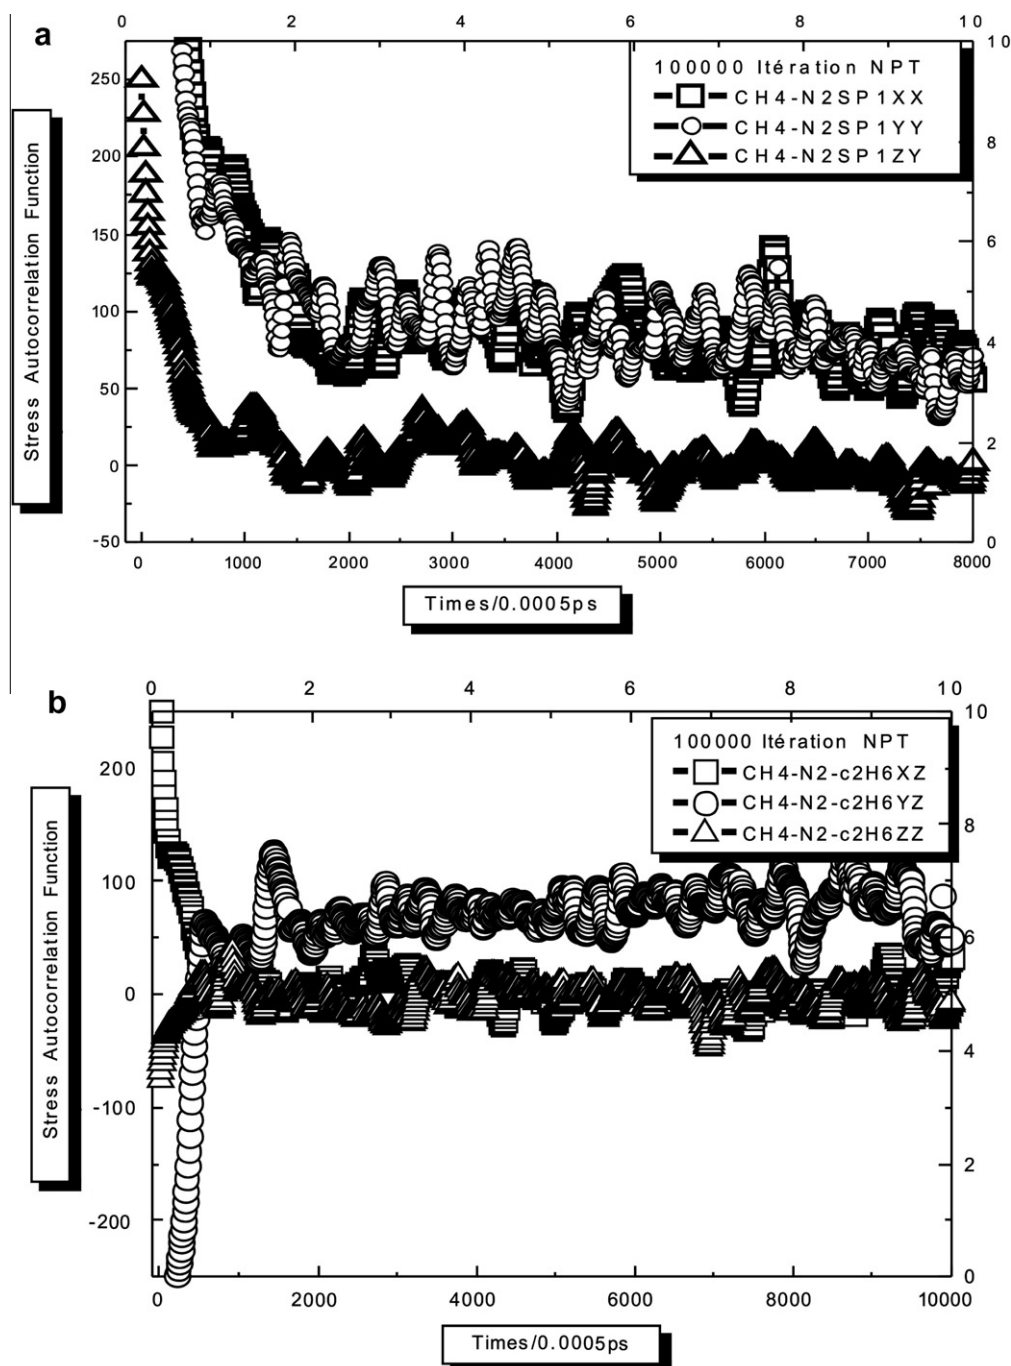 a
0 2 4 6 8 10
250
200
150
100
50
0
-50
10
8
6
4
2
0
100000 Itération NPT
CH4-N2SP1XX
CH4-N2SP1YY
CH4-N2SP1ZY
Stress Autocorrelation Function
0 1000 2000 3000 4000 5000 6000 7000 8000
Times/0.0005ps
b
0 2 4 6 8 10
200
100
0
-100
-200
10
8
6
4
2
0
100000 Itération NPT
CH4-N2-c2H6XZ
CH4-N2-c2H6YZ
CH4-N2-c2H6ZZ
Stress Autocorrelation Function
0 2000 4000 6000 8000 10000
Times/0.0005ps